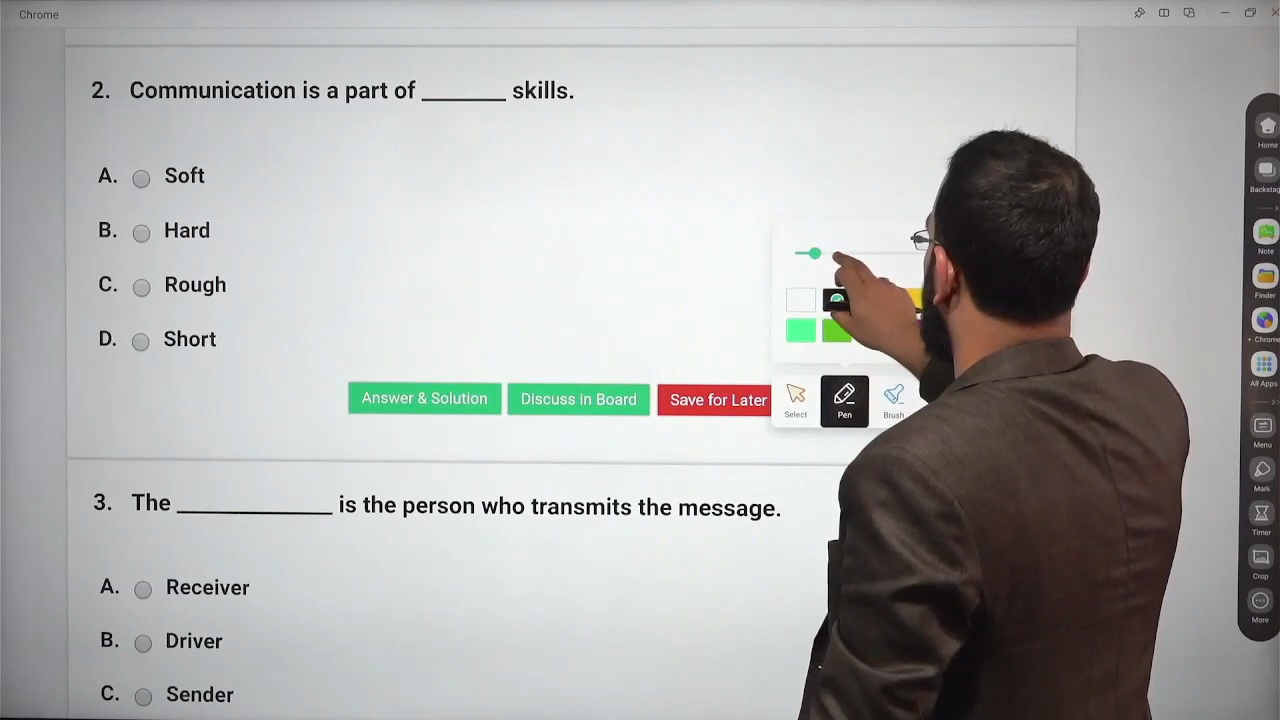 Chrome
2. Communication is a part of _______ skills.
A. Soft
B. Hard
C. Rough
D. Short
Answer & Solution
Discuss in Board
Save for Later
Select
Pen
Brush
3. The _____________ is the person who transmits the message.
A. Receiver
B. Driver
C. Sender
Home
Note
Finder
Chrome
All Apps
Menu
Mark
Timer
Crop
More